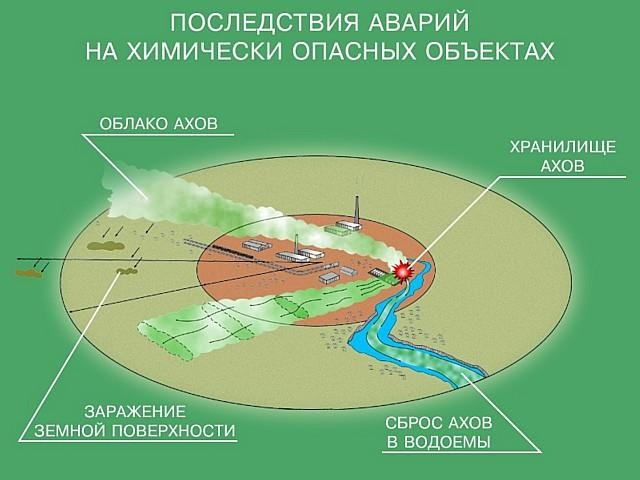 ПОСЛЕДСТВИЯ АВАРИЙ
НА ХИМИЧЕСКИ ОПАСНЫХ ОБЪЕКТАХ
ОБЛАКО АХОВ
ХРАНИЛИЩЕ
АХОВ
ЗАРАЖЕНИЕ
ЗЕМНОЙ ПОВЕРХНОСТИ
СБРОС АХОВ
В ВОДОЕМЫ